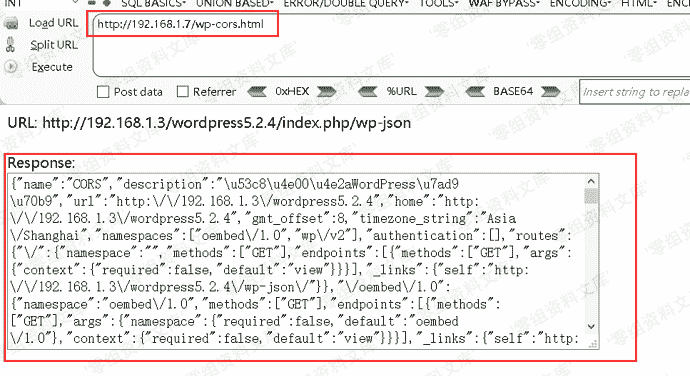 INT
SQL BASICS
UNION BASED
ERROR/DOUBLE QUERY
TOOLS
WAF BYPASS
ENCODING
HTML
ENC
Load URL
http://192.168.1.7/wp-cors.html
Split URL
Execute
Post data
Referrer
0xHEX
%URL
BASE64
Insert string to repla
URL: http://192.168.1.3/wordpress5.2.4/index.php/wp-json
Response:
{"name":"CORS","description":"\u53c8\u4e00\u4e2aWordPress\u7ad9
\u70b9","url":"http:\/\/192.168.1.3\/wordpress5.2.4","home":"http:
\/\/192.168.1.3\/wordpress5.2.4","gmt_offset":8,"timezone_string":"Asia
\/Shanghai","namespaces":["oembed\/1.0","wp\/v2"],"authentication":[],"routes":
{"\/":{"namespace":"","methods":["GET"],"endpoints":[{"methods":["GET"],"args":
{"context":{"required":false,"default":"view"}}}],"_links":{"self":"http:
\/\/192.168.1.3\/wordpress5.2.4\/wp-json\/"}},"\/oembed\/1.0":
{"namespace":"oembed\/1.0","methods":["GET"],"endpoints":[{"methods":
["GET"],"args":{"namespace":{"required":false,"default":"oembed
\/1.0"},"context":{"required":false,"default":"view"}}}],"_links":{"self":"http:
零组资料文库